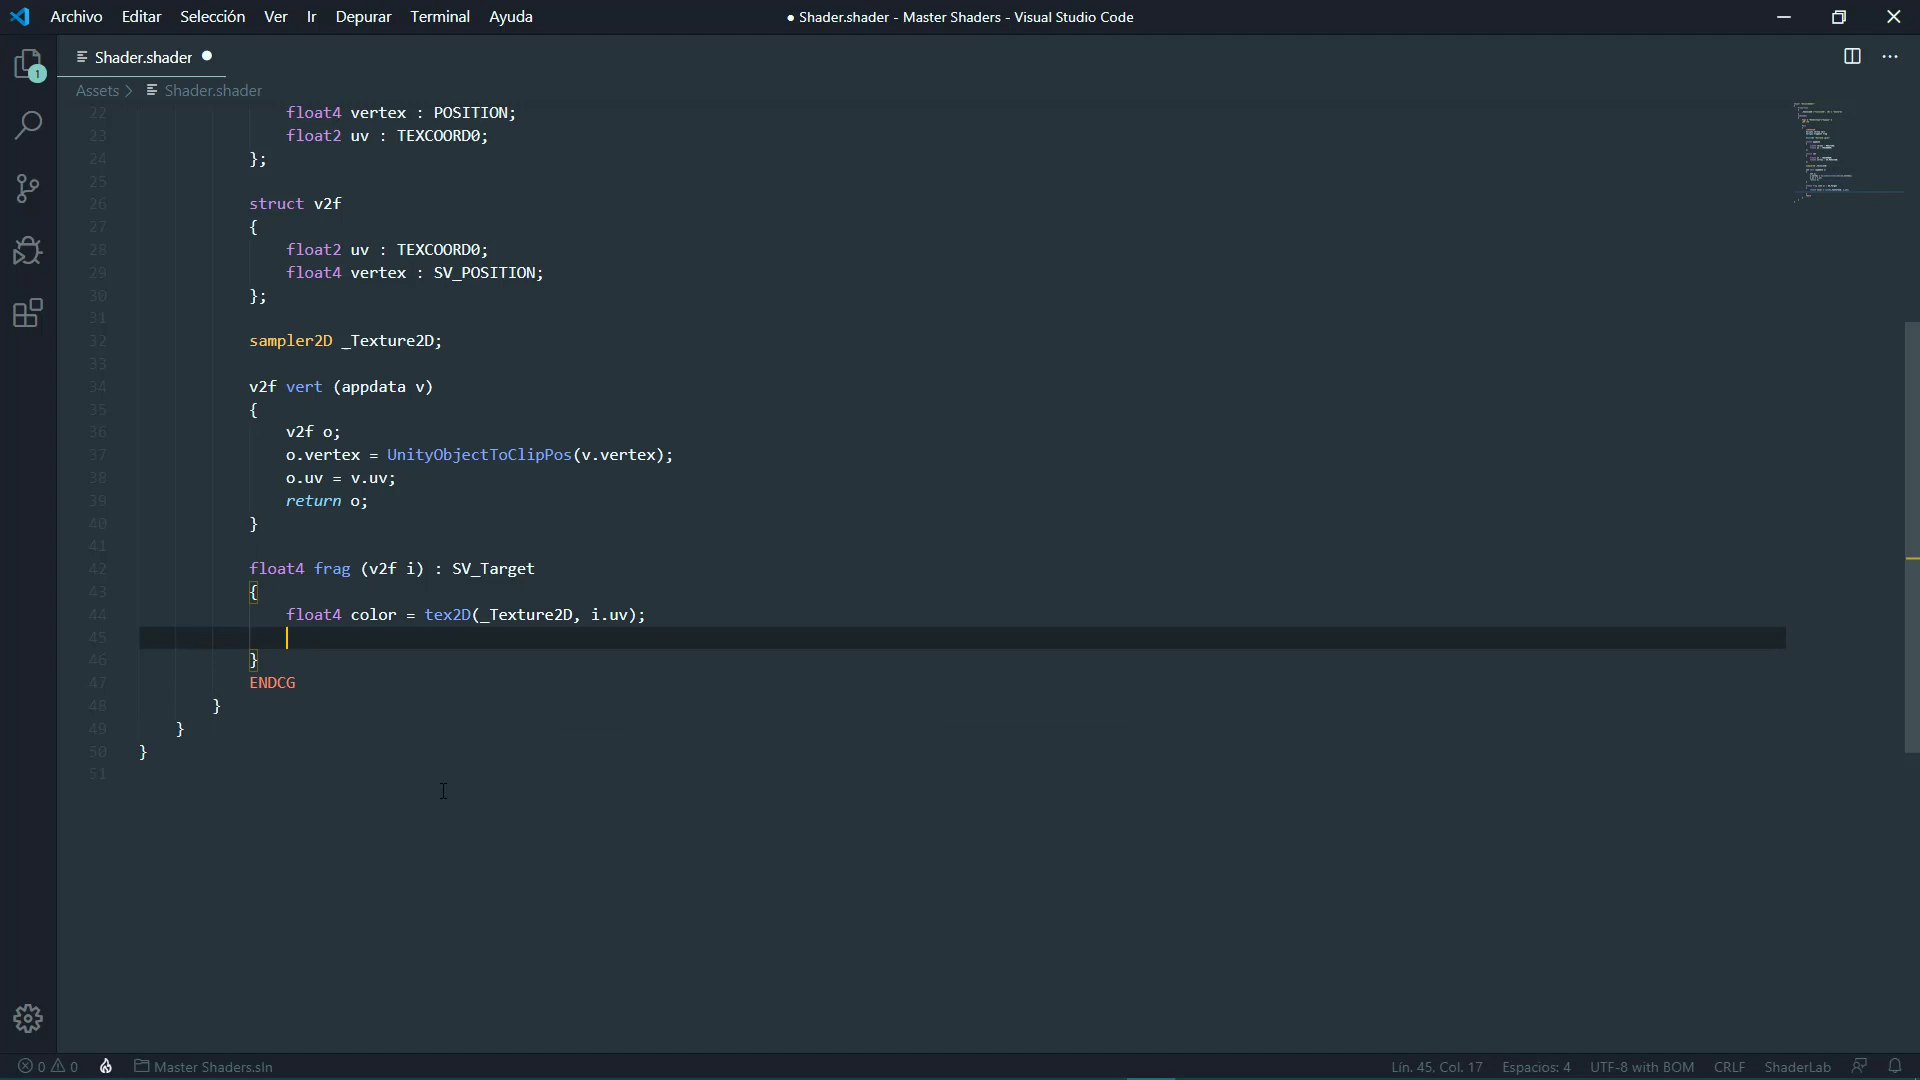 Archivo Editar Selección Ver Ir Depurar Terminal Ayuda
● Shader.shader - Master Shaders - Visual Studio Code
Shader.shader
1
Assets > Shader.shader
22 float4 vertex : POSITION;
23 float2 uv : TEXCOORD0;
24 };
25
26 struct v2f
27 {
28 float2 uv : TEXCOORD0;
29 float4 vertex : SV_POSITION;
30 };
31
32 sampler2D _Texture2D;
33
34 v2f vert (appdata v)
35 {
36 v2f o;
37 o.vertex = UnityObjectToClipPos(v.vertex);
38 o.uv = v.uv;
39 return o;
40 }
41
42 float4 frag (v2f i) : SV_Target
43 {
44 float4 color = tex2D(_Texture2D, i.uv);
45
46 }
47 ENDCG
48 }
49 }
50 }
51
0 0 Master Shaders.sln
Lín. 45, Col. 17 Espacios: 4 UTF-8 with BOM CRLF ShaderLab